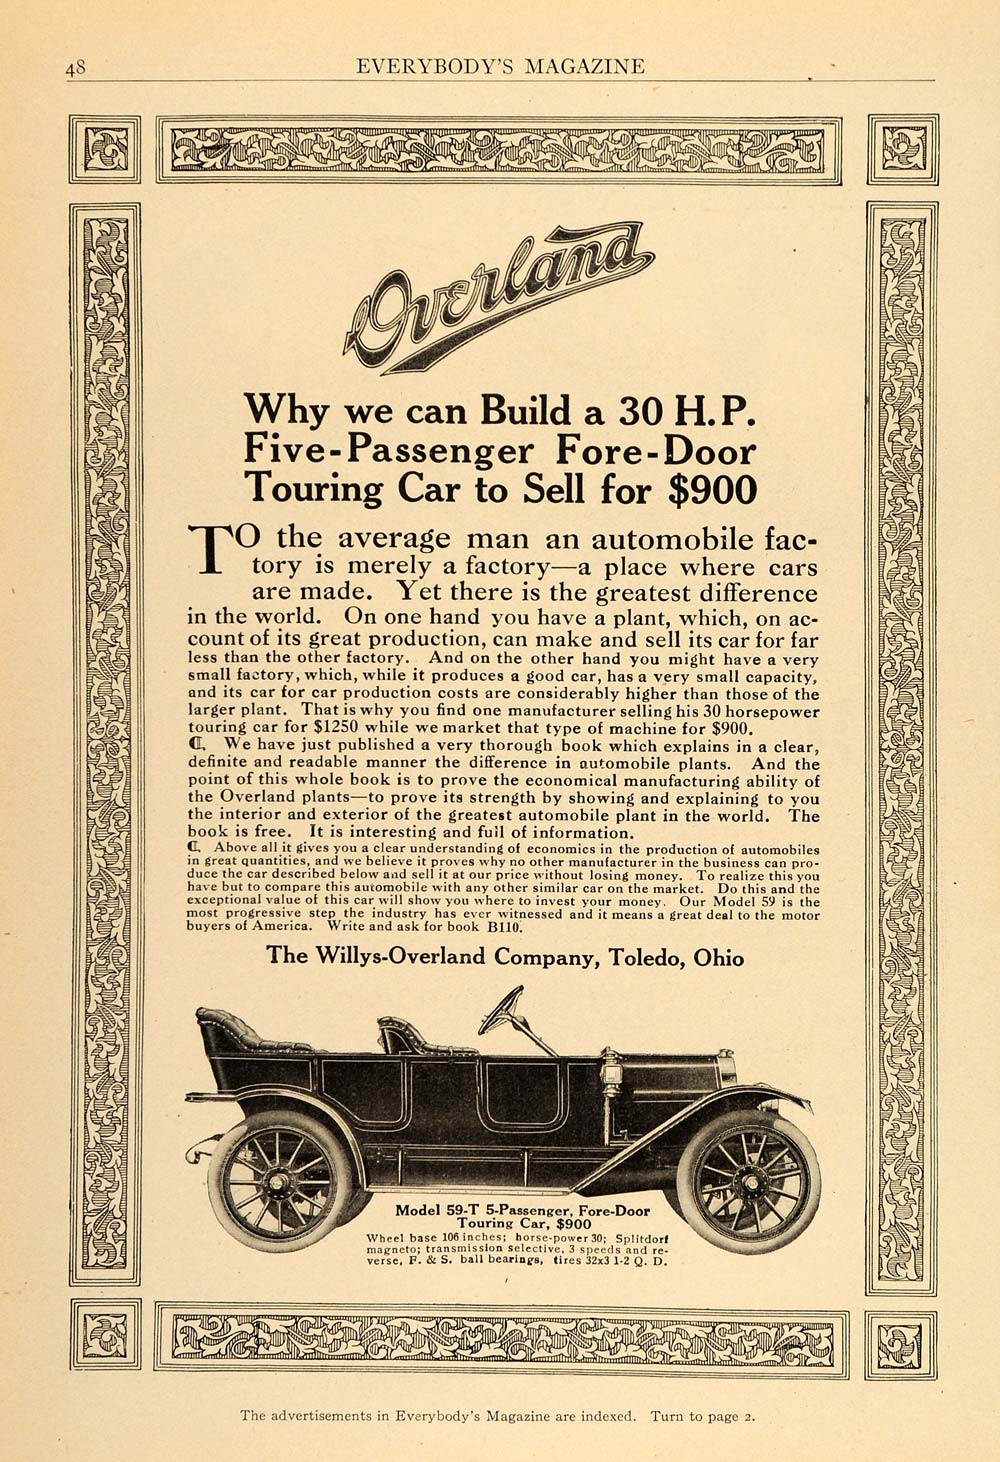 48
EVERYBODY'S MAGAZINE
Overland
Why we can Build a 30 H.P.
Five-Passenger Fore-Door
Touring Car to Sell for $900
TO the average man an automobile fac-
tory is merely a factory—a place where cars
are made. Yet there is the greatest difference
in the world. On one hand you have a plant, which, on ac-
count of its great production, can make and sell its car for far
less than the other factory. And on the other hand you might have a very
small factory, which, while it produces a good car, has a very small capacity,
and its car for car production costs are considerably higher than those of the
larger plant. That is why you find one manufacturer selling his 30 horsepower
touring car for $1250 while we market that type of machine for $900.
℄ We have just published a very thorough book which explains in a clear,
definite and readable manner the difference in automobile plants. And the
point of this whole book is to prove the economical manufacturing ability of
the Overland plants—to prove its strength by showing and explaining to you
the interior and exterior of the greatest automobile plant in the world. The
book is free. It is interesting and full of information.
℄ Above all it gives you a clear understanding of economics in the production of automobiles
in great quantities, and we believe it proves why no other manufacturer in the business can pro-
duce the car described below and sell it at our price without losing money. To realize this you
have but to compare this automobile with any other similar car on the market. Do this and the
exceptional value of this car will show you where to invest your money. Our Model 59 is the
most progressive step the industry has ever witnessed and it means a great deal to the motor
buyers of America. Write and ask for book B110.
The Willys-Overland Company, Toledo, Ohio
Model 59-T 5-Passenger, Fore-Door
Touring Car, $900
Wheel base 106 inches; horse-power 30; Splitdorf
magneto; transmission selective, 3 speeds and re-
verse, F. & S. ball bearings, tires 32x3 1-2 Q. D.
The advertisements in Everybody's Magazine are indexed. Turn to page 2.